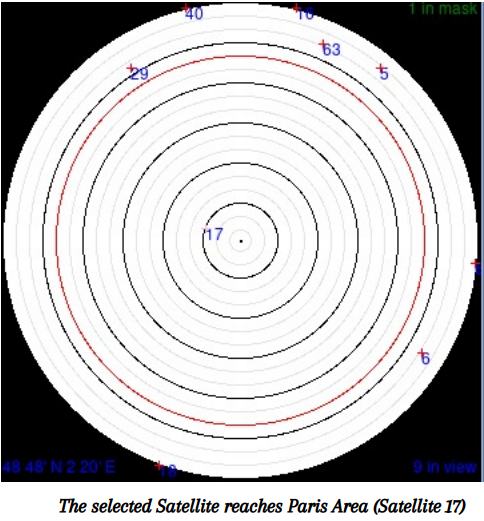 40
10
1 in mask
63
29
5
17
6
48 48' N 2 20' E
9 in view
The selected Satellite reaches Paris Area (Satellite 17)